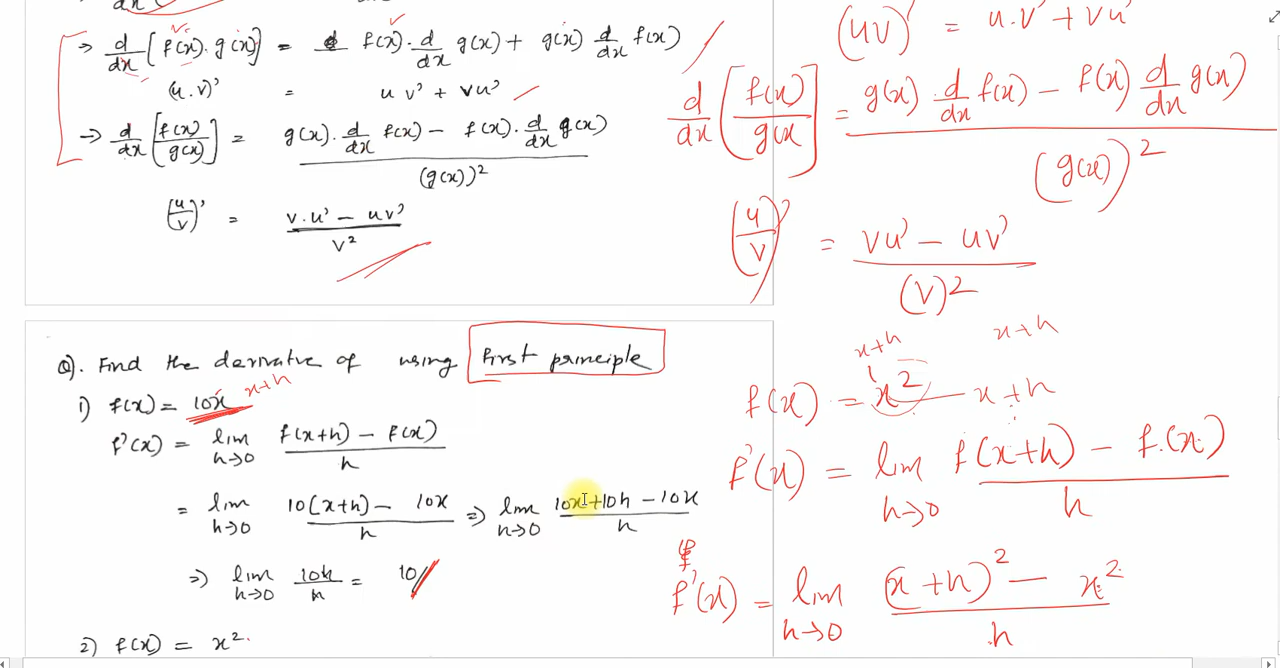 dx
→ d/dx [f(x). g(x)] = d f(x). d/dx g(x) + g(x) d/dx f(x)
(u.v)' = u v' + vu'
→ d/dx [f(x)/g(x)] = g(x). d/dx f(x) − f(x). d/dx g(x)
(g(x))²
(u/v)' = v.u' − uv'
v²
(uv)' = u.v' + vu'
d/dx [f(x)/g(x] = g(x) . d/dx f(x) − f(x) d/dx g(x)
(g(x))²
(u/v)' = vu' − uv'
(v)²
Q). Find the derivative of using first principle
1) f(x) = 10x x+h
f'(x) = lim h→0 f(x+h) − f(x) / h
= lim h→0 10(x+h) − 10x / h ⇒ lim h→0 10x+10h − 10x / h
⇒ lim h→0 10h/h = 10//
2) f(x) = x².
x+h x+h
f(x) = x² x+h
f'(x) = lim h→0 f(x+h) − f.(x) / h
f'(x) = lim h→0 (x+h)² − x² / h